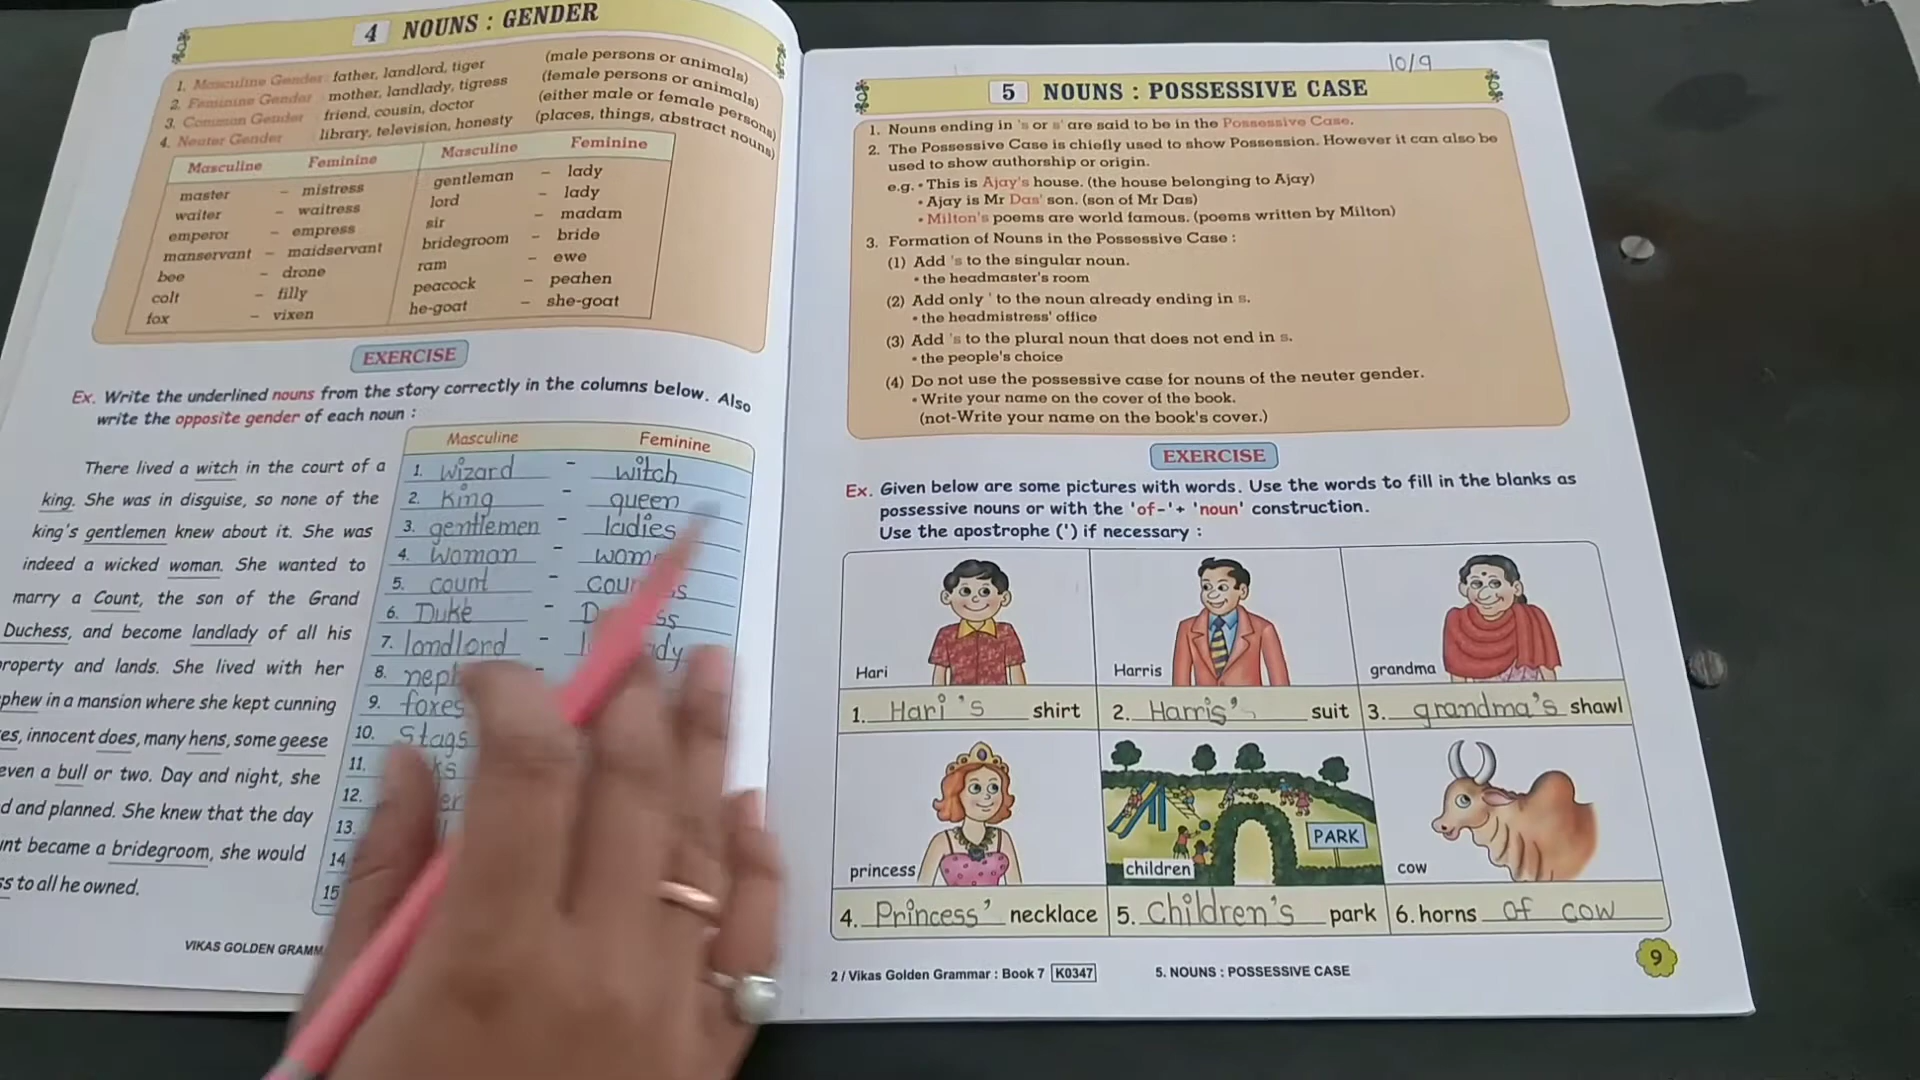 4 NOUNS : GENDER
1. Masculine Gender: father, landlord, tiger (male persons or animals)
2. Feminine Gender : mother, landlady, tigress (female persons or animals)
3. Common Gender : friend, cousin, doctor (either male or female persons)
4. Neuter Gender library, television, honesty (places, things, abstract nouns)
Masculine Feminine Masculine Feminine
master – mistress gentleman – lady
waiter – waitress lord – lady
emperor – empress sir – madam
manservant – maidservant bridegroom – bride
bee – drone ram – ewe
colt – filly peacock – peahen
fox – vixen he-goat – she-goat
EXERCISE
Ex. Write the underlined nouns from the story correctly in the columns below. Also
write the opposite gender of each noun :
There lived a witch in the court of a
king. She was in disguise, so none of the
king's gentlemen knew about it. She was
indeed a wicked woman. She wanted to
marry a Count, the son of the Grand
Duchess, and become landlady of all his
property and lands. She lived with her
in a mansion where she kept cunning
innocent does, many hens, some geese
even a bull or two. Day and night, she
and planned. She knew that the day
became a bridegroom, she would
to all he owned.
Masculine Feminine
1. wizard – witch
2. King – queen
3. gentlemen – ladies
4. woman –
5. count –
6. Duke –
7. landlord –
8.
9. foxes
10. Stags
11.
12.
13.
14
15
VIKAS GOLDEN
10/9
5 NOUNS : POSSESSIVE CASE
1. Nouns ending in 's or s' are said to be in the Possessive Case.
2. The Possessive Case is chiefly used to show Possession. However it can also be
used to show authorship or origin.
e.g. • This is Ajay's house. (the house belonging to Ajay)
• Ajay is Mr Das' son. (son of Mr Das)
• Milton's poems are world famous. (poems written by Milton)
3. Formation of Nouns in the Possessive Case :
(1) Add 's to the singular noun.
• the headmaster's room
(2) Add only ' to the noun already ending in s.
• the headmistress' office
(3) Add 's to the plural noun that does not end in s.
• the people's choice
(4) Do not use the possessive case for nouns of the neuter gender.
• Write your name on the cover of the book.
(not-Write your name on the book's cover.)
EXERCISE
Ex. Given below are some pictures with words. Use the words to fill in the blanks as
possessive nouns or with the 'of-'+ 'noun' construction.
Use the apostrophe (') if necessary :
Hari Harris grandma
1. Hari's shirt 2. Harris' suit 3. grandma's shawl
PARK
princess children cow
4. Princess' necklace 5. Children's park 6. horns of cow
2 / Vikas Golden Grammar : Book 7 K0347 5. NOUNS : POSSESSIVE CASE
9